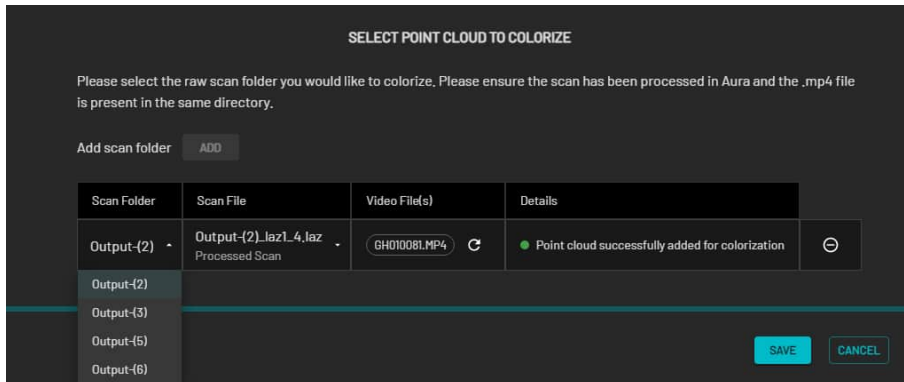 SELECT POINT CLOUD TO COLORIZE
Please select the raw scan folder you would like to colorize. Please ensure the scan has been processed in Aura and the .mp4 file
is present in the same directory.
Add scan folder ADD
Scan Folder Scan File Video File(s) Details
Output-(2) Output-(2)_laz1_4.laz GH010081.MP4 Point cloud successfully added for colorization
Processed Scan
Output-(2)
Output-(3)
Output-(5)
Output-(6)
SAVE CANCEL